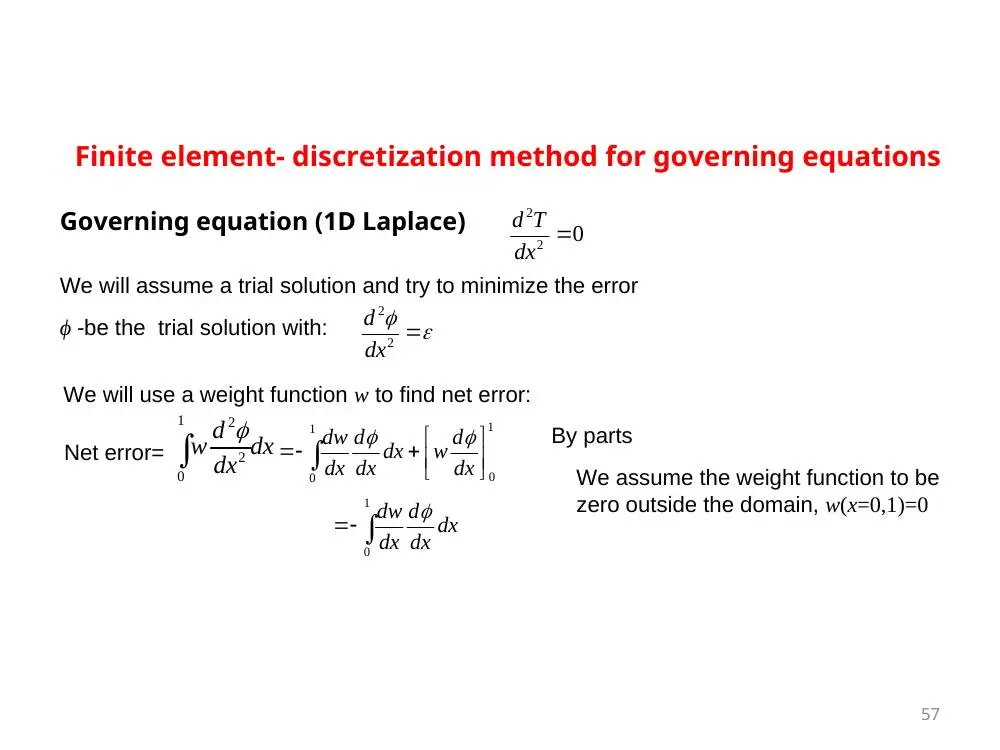 Finite element- discretization method for governing equations
Governing equation (1D Laplace) d²T/dx² =0
We will assume a trial solution and try to minimize the error
ϕ -be the trial solution with: d²ϕ/dx² =ε
We will use a weight function w to find net error:
Net error= ∫₀¹ w d²ϕ/dx² dx =- ∫₀¹ dw/dx dϕ/dx dx + [w dϕ/dx]₀¹ By parts
We assume the weight function to be
zero outside the domain, w(x=0,1)=0
=- ∫₀¹ dw/dx dϕ/dx dx
57